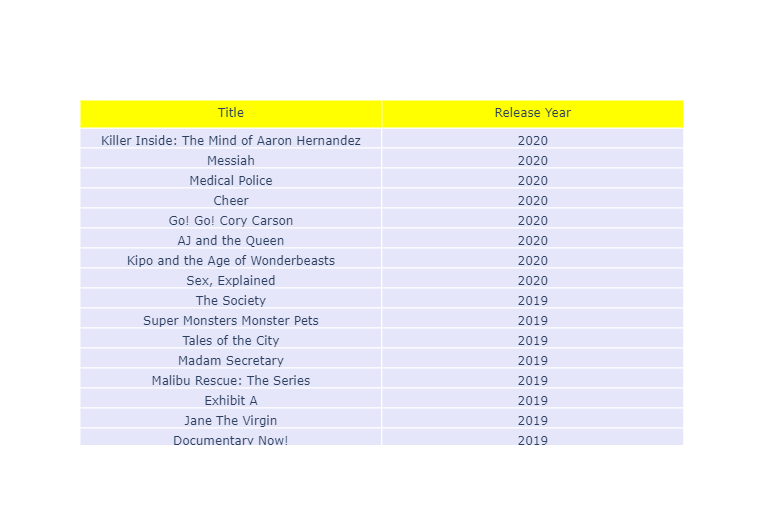 Title Release Year
Killer Inside: The Mind of Aaron Hernandez 2020
Messiah 2020
Medical Police 2020
Cheer 2020
Go! Go! Cory Carson 2020
AJ and the Queen 2020
Kipo and the Age of Wonderbeasts 2020
Sex, Explained 2020
The Society 2019
Super Monsters Monster Pets 2019
Tales of the City 2019
Madam Secretary 2019
Malibu Rescue: The Series 2019
Exhibit A 2019
Jane The Virgin 2019
Documentary Now! 2019